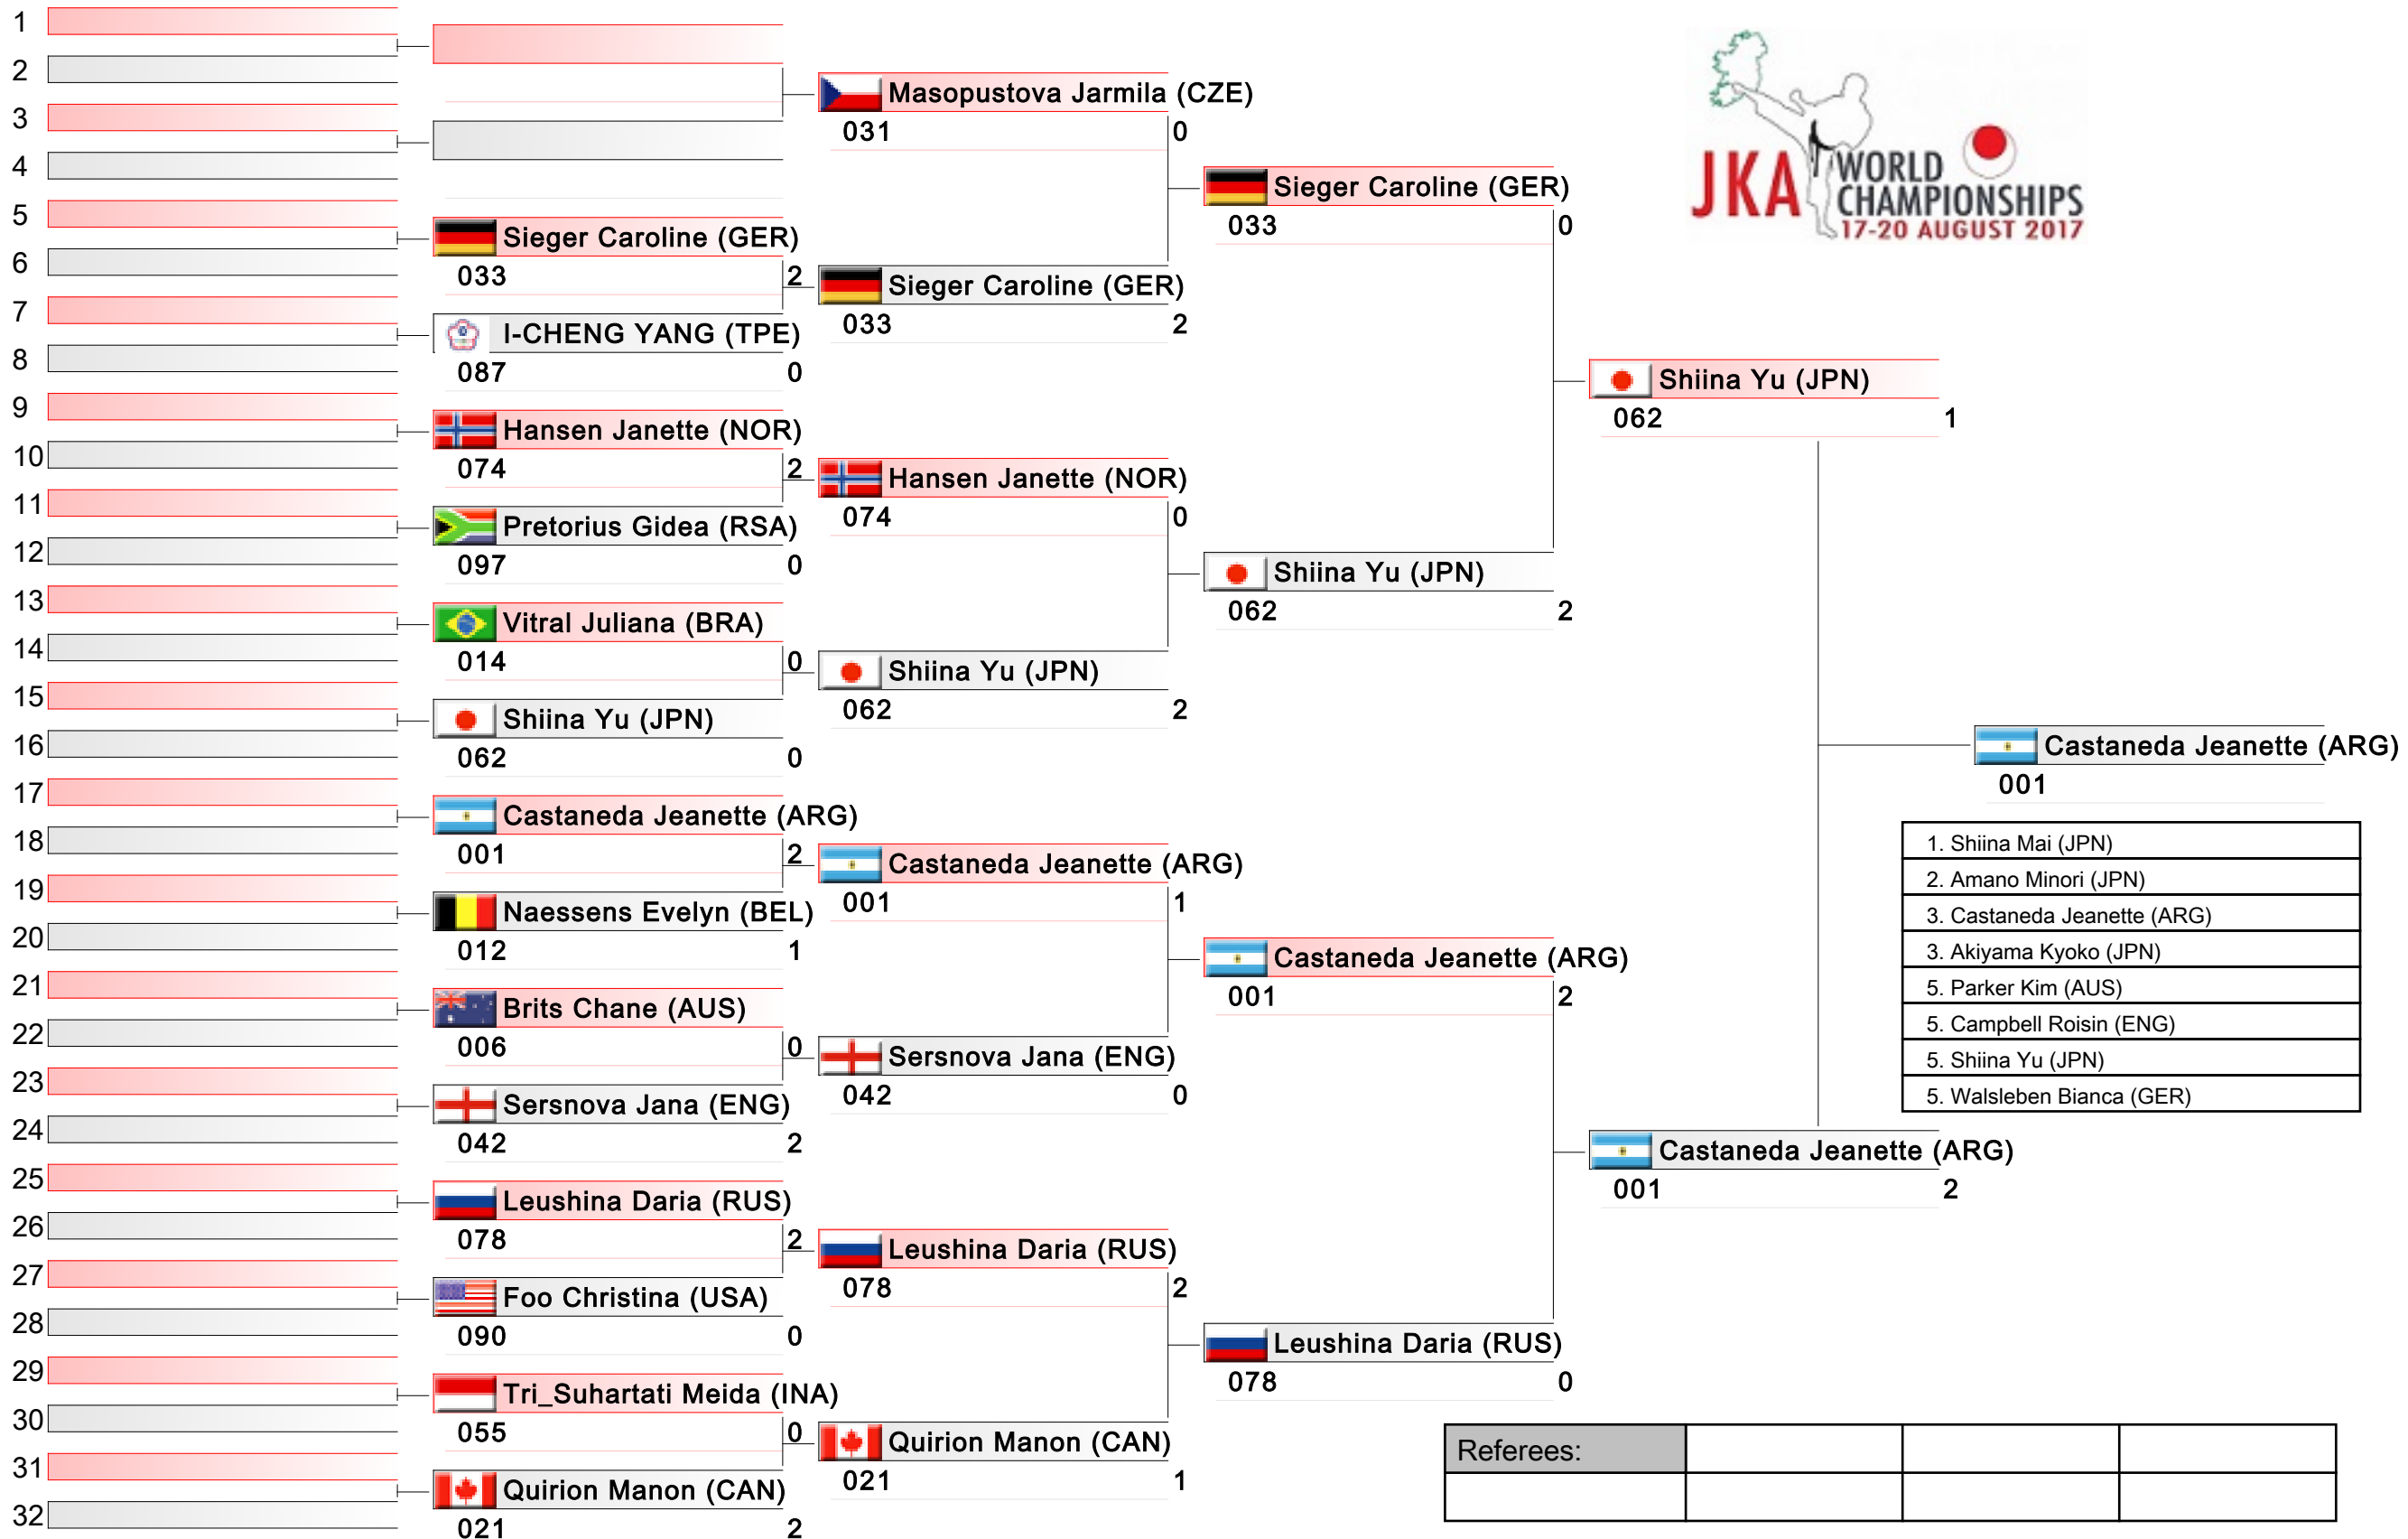 1
2
3
4
5
6
7
8
9
10
11
12
13
14
15
16
17
18
19
20
21
22
23
24
25
26
27
28
29
30
31
32
Sieger Caroline (GER)
033 2
I-CHENG YANG (TPE)
087 0
Hansen Janette (NOR)
074 2
Pretorius Gidea (RSA)
097 0
Vitral Juliana (BRA)
014 0
Shiina Yu (JPN)
062 0
Castaneda Jeanette (ARG)
001 2
Naessens Evelyn (BEL)
012 1
Brits Chane (AUS)
006 0
Sersnova Jana (ENG)
042 2
Leushina Daria (RUS)
078 2
Foo Christina (USA)
090 0
Tri_Suhartati Meida (INA)
055 0
Quirion Manon (CAN)
021 2
Masopustova Jarmila (CZE)
031 0
Sieger Caroline (GER)
033 2
Hansen Janette (NOR)
074 0
Shiina Yu (JPN)
062 2
Castaneda Jeanette (ARG)
001 1
Sersnova Jana (ENG)
042 0
Leushina Daria (RUS)
078 2
Quirion Manon (CAN)
021 1
Sieger Caroline (GER)
033 0
Shiina Yu (JPN)
062 2
Castaneda Jeanette (ARG)
001 2
Leushina Daria (RUS)
078 0
Shiina Yu (JPN)
062 1
Castaneda Jeanette (ARG)
001 2
Castaneda Jeanette (ARG)
001
JKA WORLD
CHAMPIONSHIPS
17-20 AUGUST 2017
1. Shiina Mai (JPN)
2. Amano Minori (JPN)
3. Castaneda Jeanette (ARG)
3. Akiyama Kyoko (JPN)
5. Parker Kim (AUS)
5. Campbell Roisin (ENG)
5. Shiina Yu (JPN)
5. Walsleben Bianca (GER)
Referees: